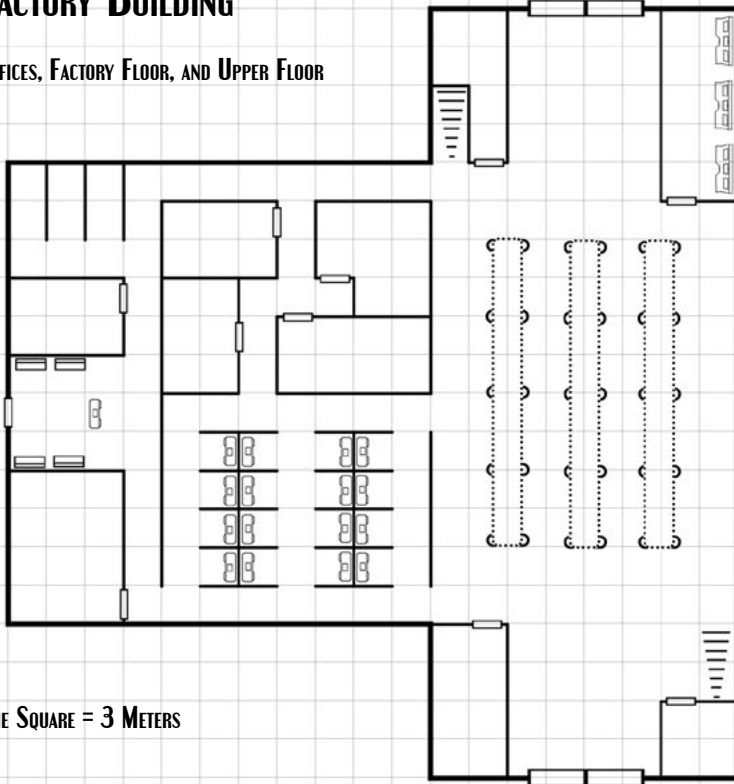 ACTORY BUILDING
FICES, FACTORY FLOOR, AND UPPER FLOOR
E SQUARE = 3 METERS